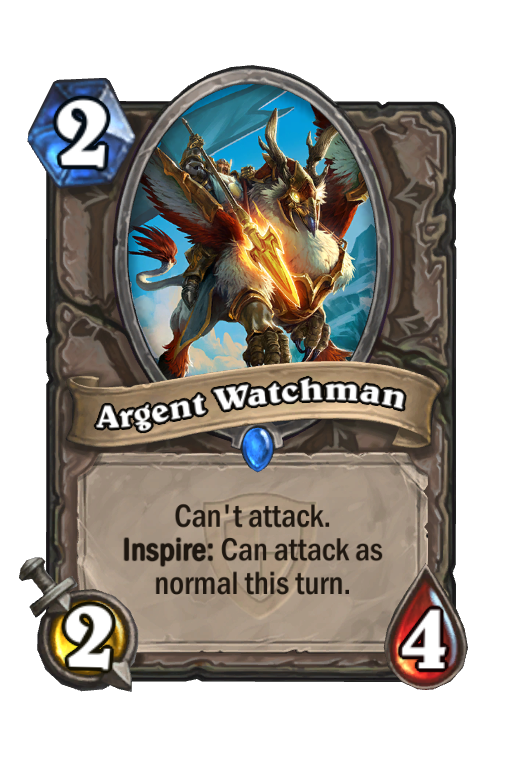 2
Argent Watchman
Can't attack.
Inspire: Can attack as
normal this turn.
2
4